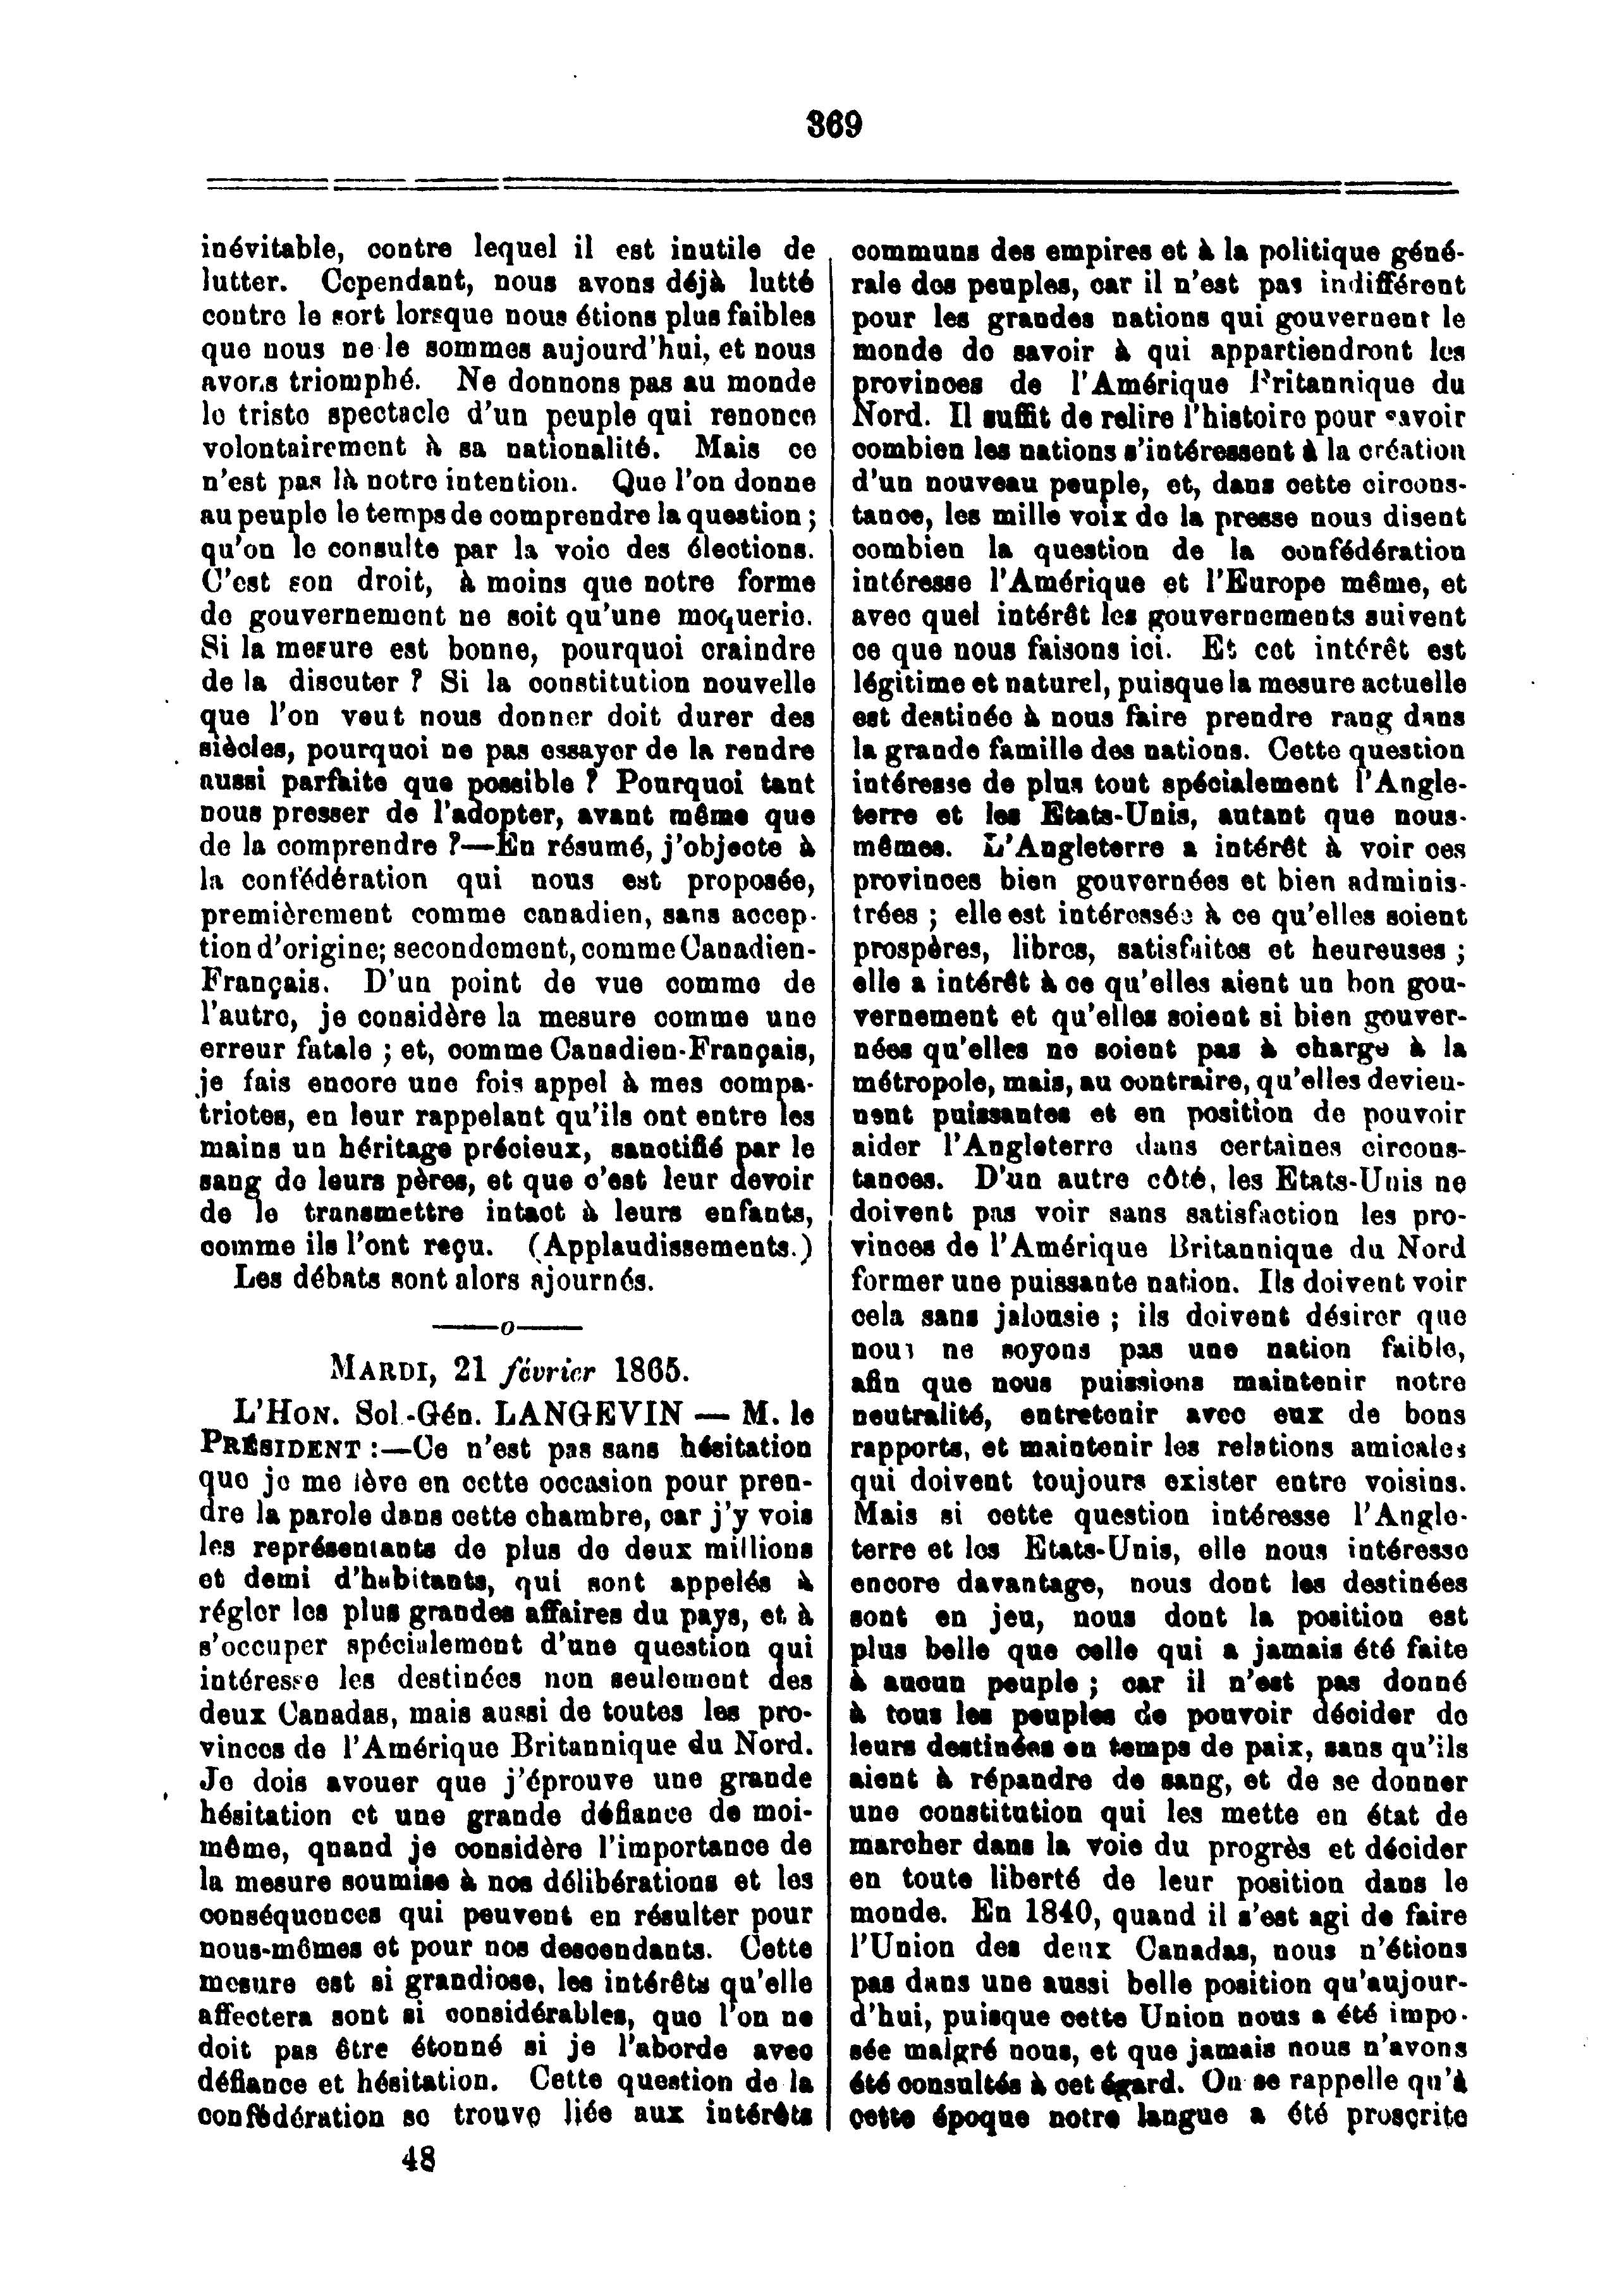 369
inévitable, contre lequel il est inutile de
lutter. Cependant, nous avons déjà lutté
contre le sort lorsque nous étions plus faibles
que nous ne le sommes aujourd'hui, et nous
avons triomphé. Ne donnons pas au monde
le triste spectacle d'un peuple qui renonce
volontairement à sa nationalité. Mais ce
n'est pas là notre intention. Que l'on donne
au peuple le temps de comprendre la question ;
qu'on le consulte par la voie des élections.
C'est son droit, à moins que notre forme
de gouvernement ne soit qu'une moquerie.
Si la mesure est bonne, pourquoi craindre
de la discuter ? Si la constitution nouvelle
que l'on veut nous donner doit durer des
siècles, pourquoi ne pas essayer de la rendre
aussi parfaite que possible ? Pourquoi tant
nous presser de l'adopter, avant même que
de la comprendre ?—En résumé, j'objecte à
la confédération qui nous est proposée,
premièrement comme canadien, sans accep-
tion d'origine; secondement, comme Canadien-
Français. D'un point de vue comme de
l'autre, je considère la mesure comme une
erreur fatale ; et, comme Canadien-Français,
je fais encore une fois appel à mes compa-
triotes, en leur rappelant qu'ils ont entre les
mains un héritage précieux, sanctifié par le
sang de leurs pères, et que c'est leur devoir
de le transmettre intact à leurs enfants,
comme ils l'ont reçu. (Applaudissements.)
Les débats sont alors ajournés.
——o——
MARDI, 21 février 1865.
L'HON. Sol.-Gén. LANGEVIN — M. le
PRÉSIDENT :—Ce n'est pas sans hésitation
que je me lève en cette occasion pour pren-
dre la parole dans cette chambre, car j'y vois
les représentants de plus de deux millions
et demi d'habitants, qui sont appelés à
régler les plus grandes affaires du pays, et à
s'occuper spécialement d'une question qui
intéresse les destinées non seulement des
deux Canadas, mais aussi de toutes les pro-
vinces de l'Amérique Britannique du Nord.
Je dois avouer que j'éprouve une grande
hésitation et une grande défiance de moi-
même, quand je considère l'importance de
la mesure soumise à nos délibérations et les
conséquences qui peuvent en résulter pour
nous-mêmes et pour nos descendants. Cette
mesure est si grandiose, les intérêts qu'elle
affectera sont si considérables, que l'on ne
doit pas être étonné si je l'aborde avec
défiance et hésitation. Cette question de la
confédération se trouve liée aux intérêts
48
communs des empires et à la politique géné-
rale des peuples, car il n'est pas indifférent
pour les grandes nations qui gouvernent le
monde de savoir à qui appartiendront les
provinces de l'Amérique Britannique du
Nord. Il suffit de relire l'histoire pour savoir
combien les nations s'intéressent à la création
d'un nouveau peuple, et, dans cette circons-
tance, les mille voix de la presse nous disent
combien la question de la confédération
intéresse l'Amérique et l'Europe même, et
avec quel intérêt les gouvernements suivent
ce que nous faisons ici. Et cet intérêt est
légitime et naturel, puisque la mesure actuelle
est destinée à nous faire prendre rang dans
la grande famille des nations. Cette question
intéresse de plus tout spécialement l'Angle-
terre et les Etats-Unis, autant que nous-
mêmes. L'Angleterre a intérêt à voir ces
provinces bien gouvernées et bien adminis-
trées ; elle est intéressée à ce qu'elles soient
prospères, libres, satisfaites et heureuses ;
elle a intérêt à ce qu'elles aient un bon gou-
vernement et qu'elles soient si bien gouver-
nées qu'elles ne soient pas à charge à la
métropole, mais, au contraire, qu'elles devien-
nent puissantes et en position de pouvoir
aider l'Angleterre dans certaines circons-
tances. D'un autre côté, les Etats-Unis ne
doivent pas voir sans satisfaction les pro-
vinces de l'Amérique Britannique du Nord
former une puissante nation. Ils doivent voir
cela sans jalousie ; ils doivent désirer que
nous ne soyons pas une nation faible,
afin que nous puissions maintenir notre
neutralité, entretenir avec eux de bons
rapports, et maintenir les relations amicales
qui doivent toujours exister entre voisins.
Mais si cette question intéresse l'Angle-
terre et les Etats-Unis, elle nous intéresse
encore davantage, nous dont les destinées
sont en jeu, nous dont la position est
plus belle que celle qui a jamais été faite
à aucun peuple ; car il n'est pas donné
à tous les peuples de pouvoir décider de
leurs destinées en temps de paix, sans qu'ils
aient à répandre de sang, et de se donner
une constitution qui les mette en état de
marcher dans la voie du progrès et décider
en toute liberté de leur position dans le
monde. En 1840, quand il s'est agi de faire
l'Union des deux Canadas, nous n'étions
pas dans une aussi belle position qu'aujour-
d'hui, puisque cette Union nous a été impo-
sée malgré nous, et que jamais nous n'avons
été consultés à cet égard. On se rappelle qu'à
cette époque notre langue a été proscrite